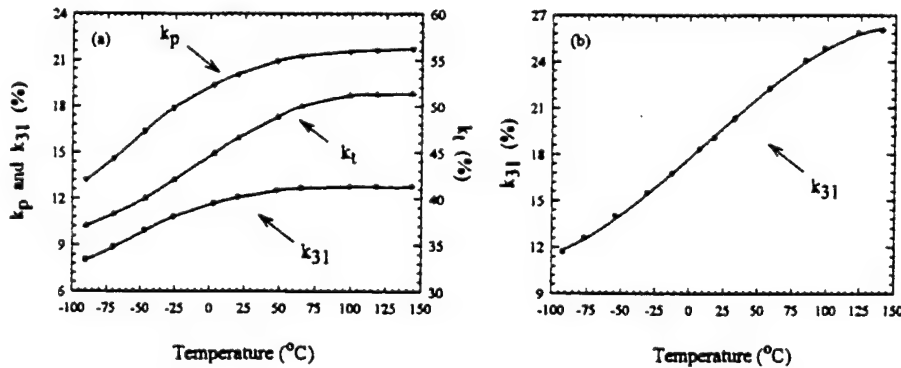 (a)
kp
kt
k31
kp and k31 (%)
24
21
18
15
12
9
6
60
55
50
45
40
35
30
kt (%)
-100 -75 -50 -25 0 25 50 75 100 125 150
Temperature (°C)
(b)
k31
k31 (%)
27
24
21
18
15
12
9
-100 -75 -50 -25 0 25 50 75 100 125 150
Temperature (°C)